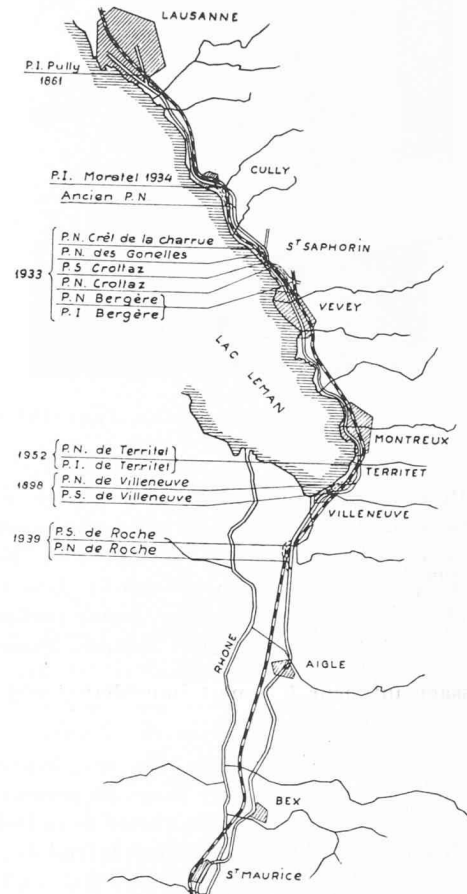 LAUSANNE
P.I. Pully
1861
P.I. Moratel 1934
Ancien P.N
CULLY
P.N. Crêt de la charrue
P.N. des Gonelles
1933
P.S Crottaz
P.N. Crottaz
P.N Bergère
P.I Bergère
ST SAPHORIN
VEVEY
LAC LEMAN
MONTREUX
1952
P.N. de Territet
P.I. de Territet
TERRITET
1898
P.N. de Villeneuve
P.S. de Villeneuve
VILLENEUVE
1939
P.S. de Roche
P.N de Roche
RHONE
AIGLE
BEX
ST MAURICE